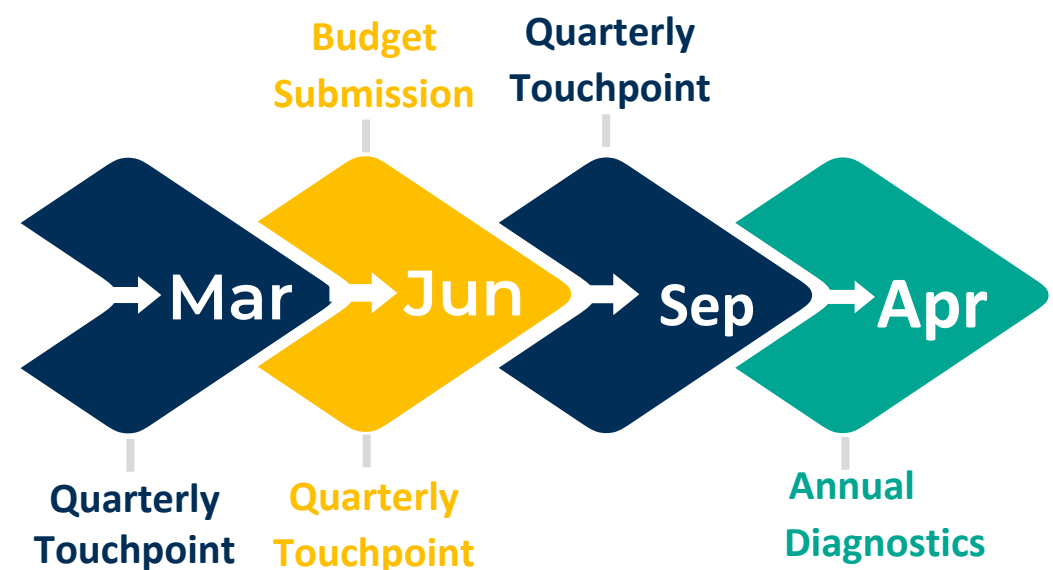 Budget
Submission
Quarterly
Touchpoint
Mar
Jun
Sep
Apr
Quarterly
Touchpoint
Quarterly
Touchpoint
Annual
Diagnostics